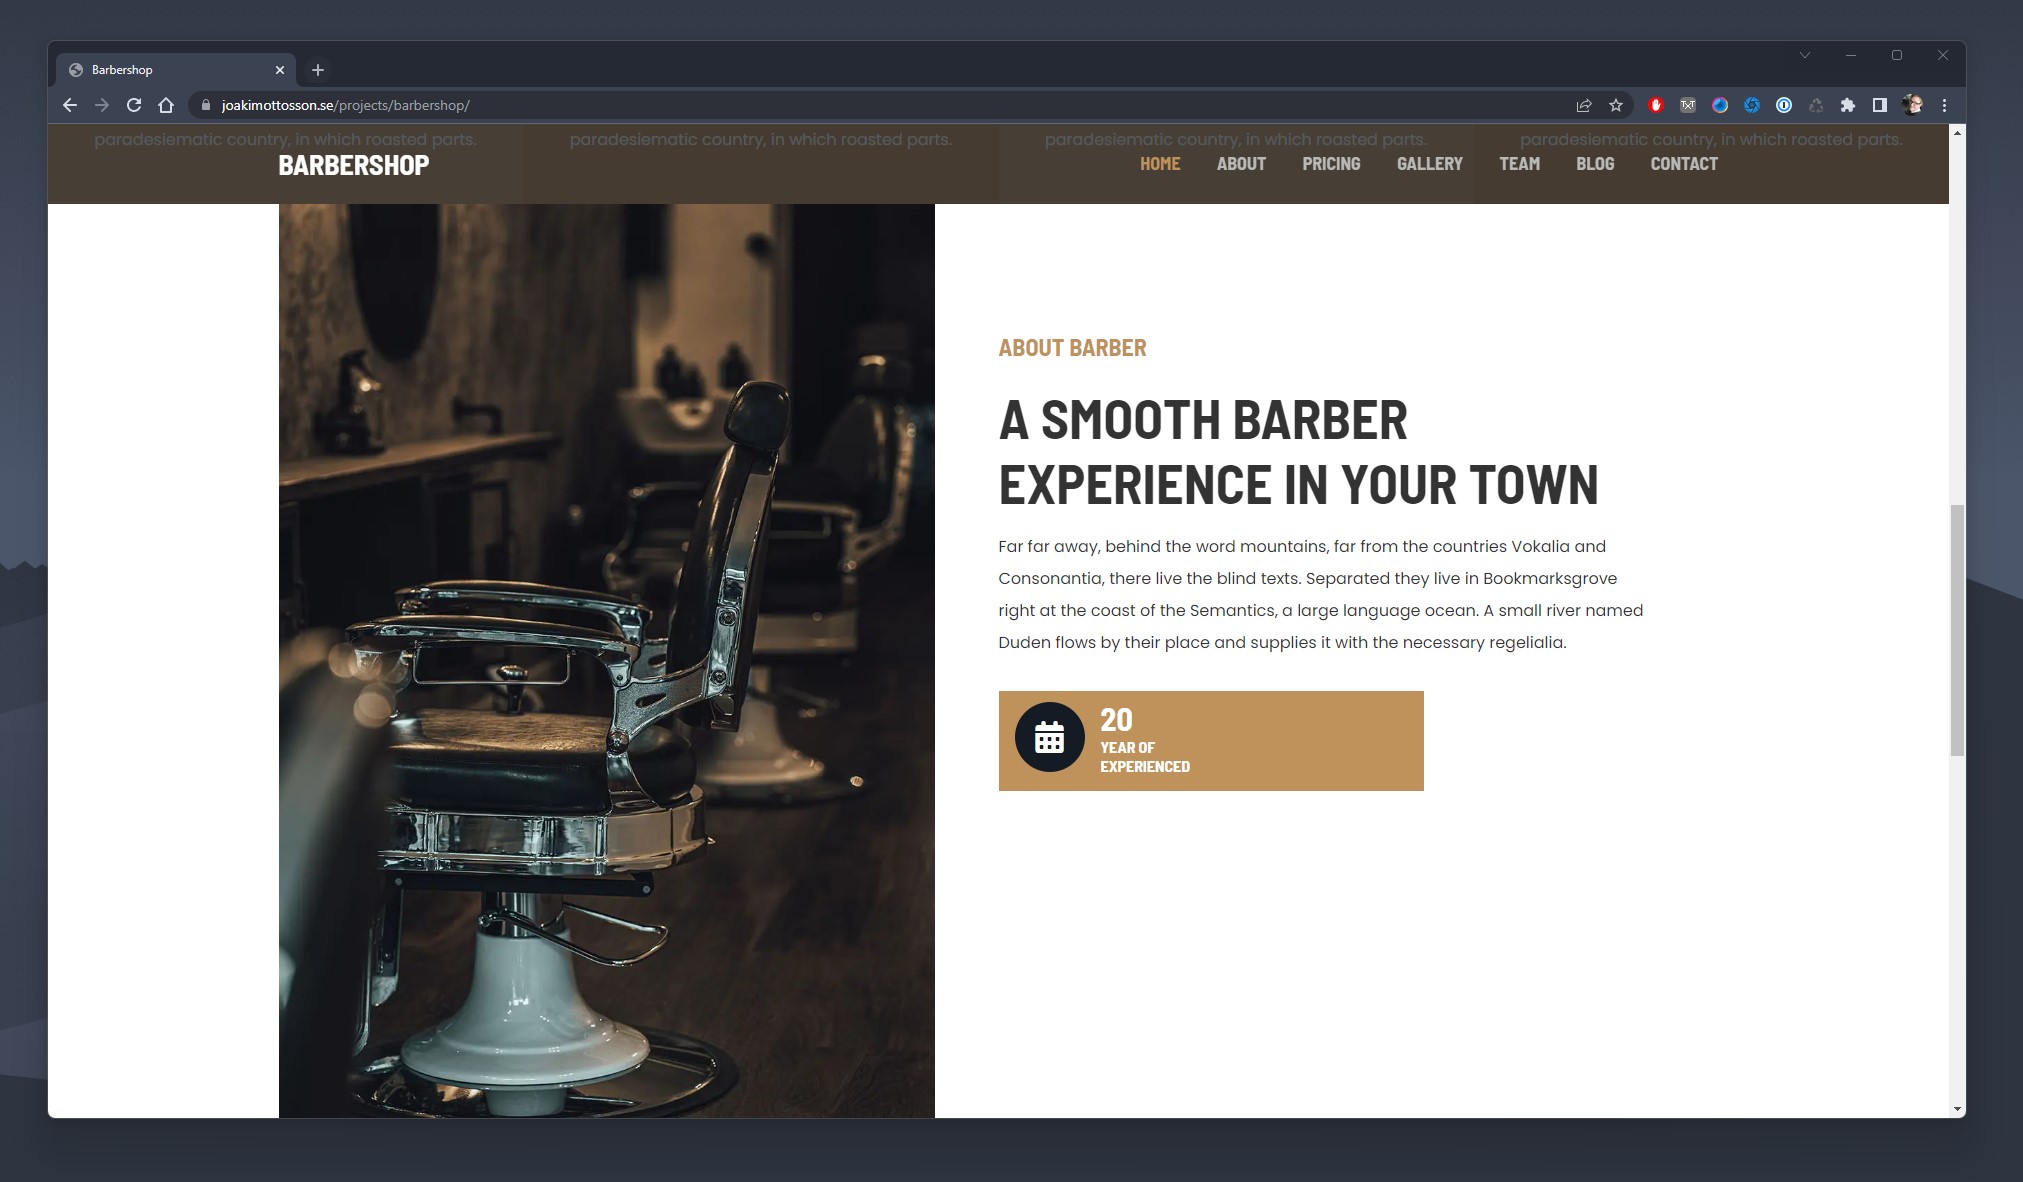 Barbershop
joakimottosson.se/projects/barbershop/
TXT
paradesiematic country, in which roasted parts. paradesiematic country, in which roasted parts. paradesiematic country, in which roasted parts. paradesiematic country, in which roasted parts.
BARBERSHOP HOME ABOUT PRICING GALLERY TEAM BLOG CONTACT
ABOUT BARBER
A SMOOTH BARBER
EXPERIENCE IN YOUR TOWN
Far far away, behind the word mountains, far from the countries Vokalia and
Consonantia, there live the blind texts. Separated they live in Bookmarksgrove
right at the coast of the Semantics, a large language ocean. A small river named
Duden flows by their place and supplies it with the necessary regelialia.
20
YEAR OF
EXPERIENCED